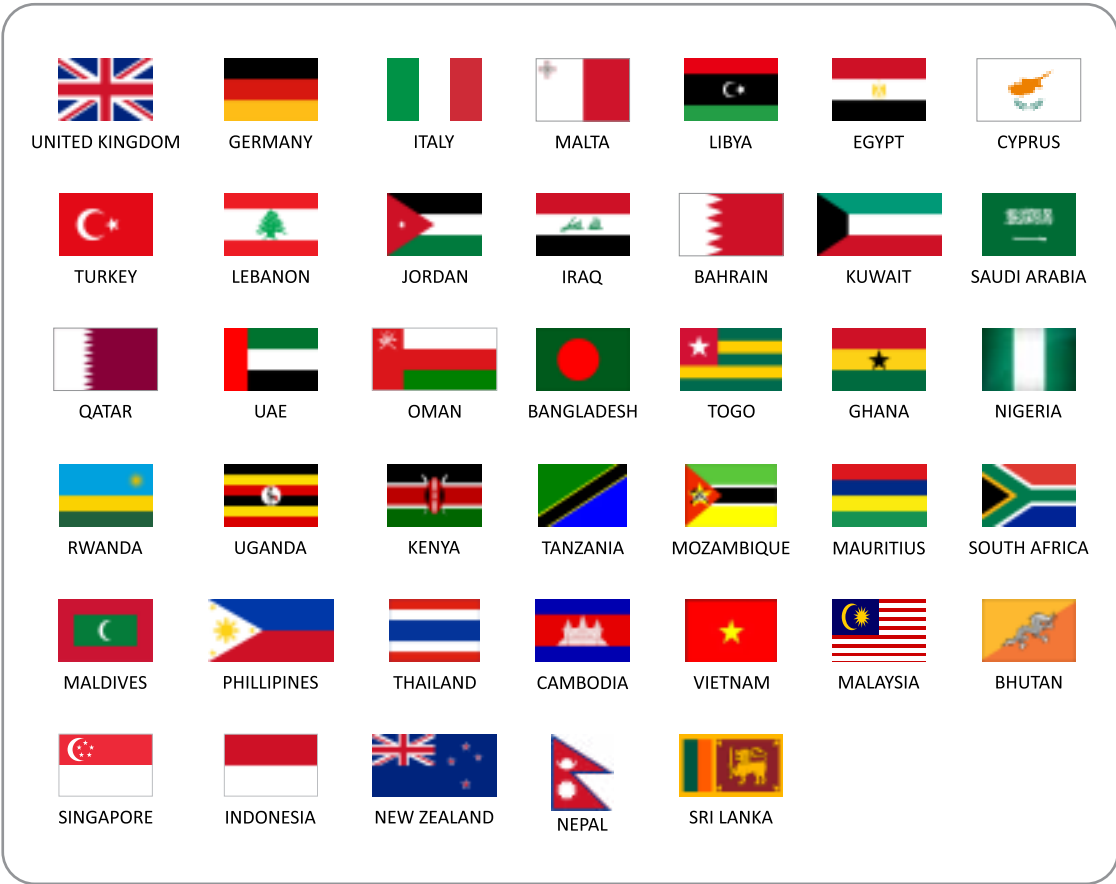 UNITED KINGDOM GERMANY ITALY MALTA LIBYA EGYPT CYPRUS
TURKEY LEBANON JORDAN IRAQ BAHRAIN KUWAIT SAUDI ARABIA
QATAR UAE OMAN BANGLADESH TOGO GHANA NIGERIA
RWANDA UGANDA KENYA TANZANIA MOZAMBIQUE MAURITIUS SOUTH AFRICA
MALDIVES PHILLIPINES THAILAND CAMBODIA VIETNAM MALAYSIA BHUTAN
SINGAPORE INDONESIA NEW ZEALAND NEPAL SRI LANKA